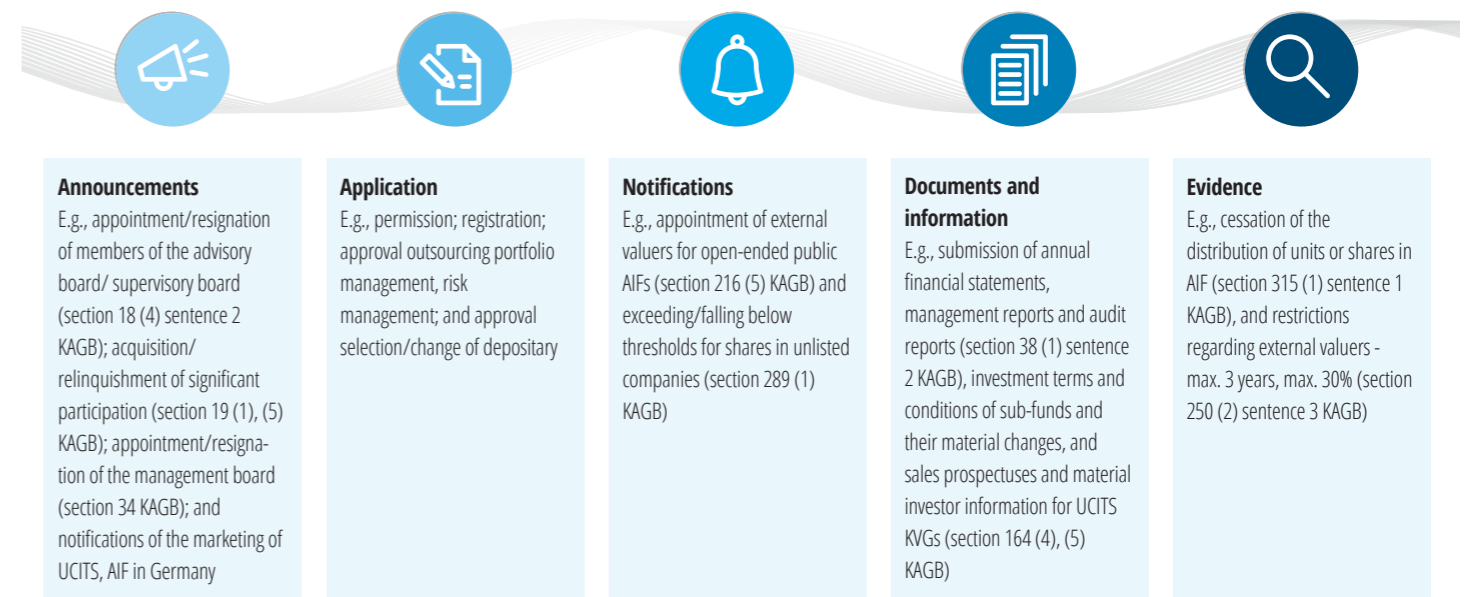 Announcements
E.g., appointment/resignation
of members of the advisory
board/ supervisory board
(section 18 (4) sentence 2
KAGB); acquisition/
relinquishment of significant
participation (section 19 (1), (5)
KAGB); appointment/resigna-
tion of the management board
(section 34 KAGB); and
notifications of the marketing of
UCITS, AIF in Germany
Application
E.g., permission; registration;
approval outsourcing portfolio
management, risk
management; and approval
selection/change of depositary
Notifications
E.g., appointment of external
valuers for open-ended public
AIFs (section 216 (5) KAGB) and
exceeding/falling below
thresholds for shares in unlisted
companies (section 289 (1)
KAGB)
Documents and
information
E.g., submission of annual
financial statements,
management reports and audit
reports (section 38 (1) sentence
2 KAGB), investment terms and
conditions of sub-funds and
their material changes, and
sales prospectuses and material
investor information for UCITS
KVGs (section 164 (4), (5)
KAGB)
Evidence
E.g., cessation of the
distribution of units or shares in
AIF (section 315 (1) sentence 1
KAGB), and restrictions
regarding external valuers -
max. 3 years, max. 30% (section
250 (2) sentence 3 KAGB)